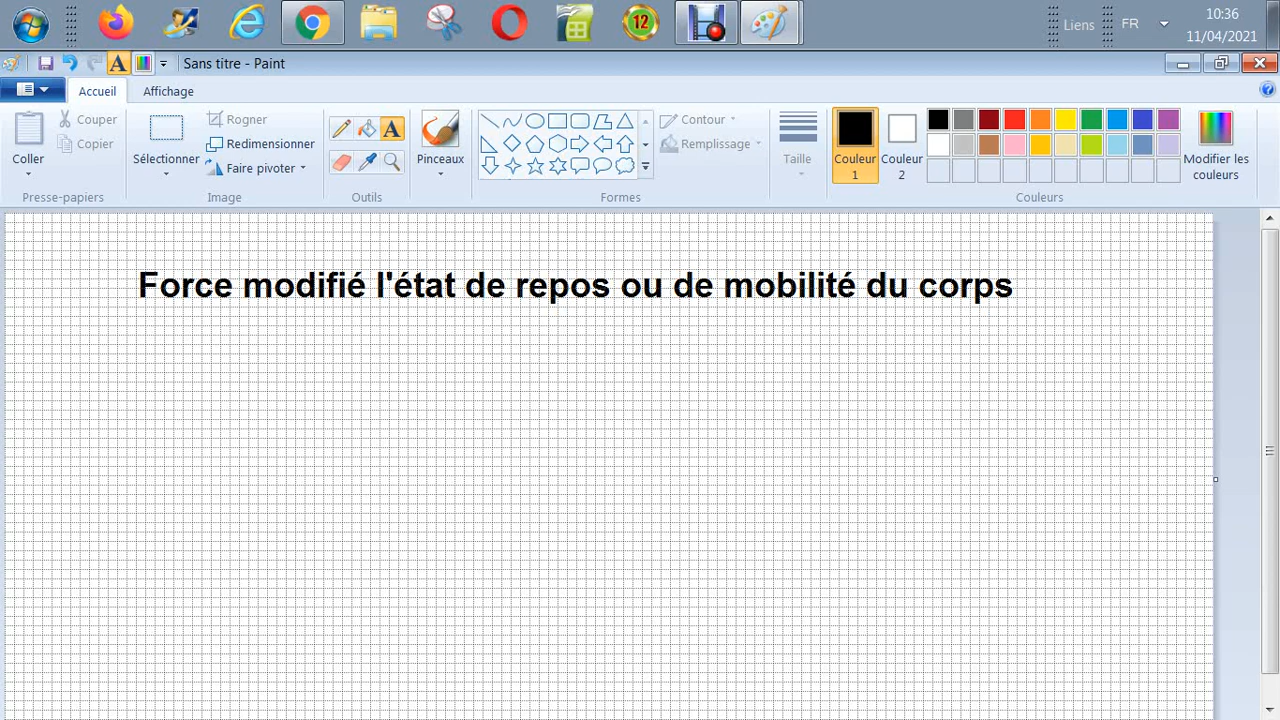 Liens
FR
10:36
11/04/2021
A
Sans titre - Paint
Accueil
Affichage
Couper
Copier
Coller
Presse-papiers
Sélectionner
Rogner
Redimensionner
Faire pivoter
Image
A
Outils
Pinceaux
Contour
Remplissage
Formes
Taille
Couleur
1
Couleur
2
Modifier les
couleurs
Couleurs
Force modifié l'état de repos ou de mobilité du corps
12